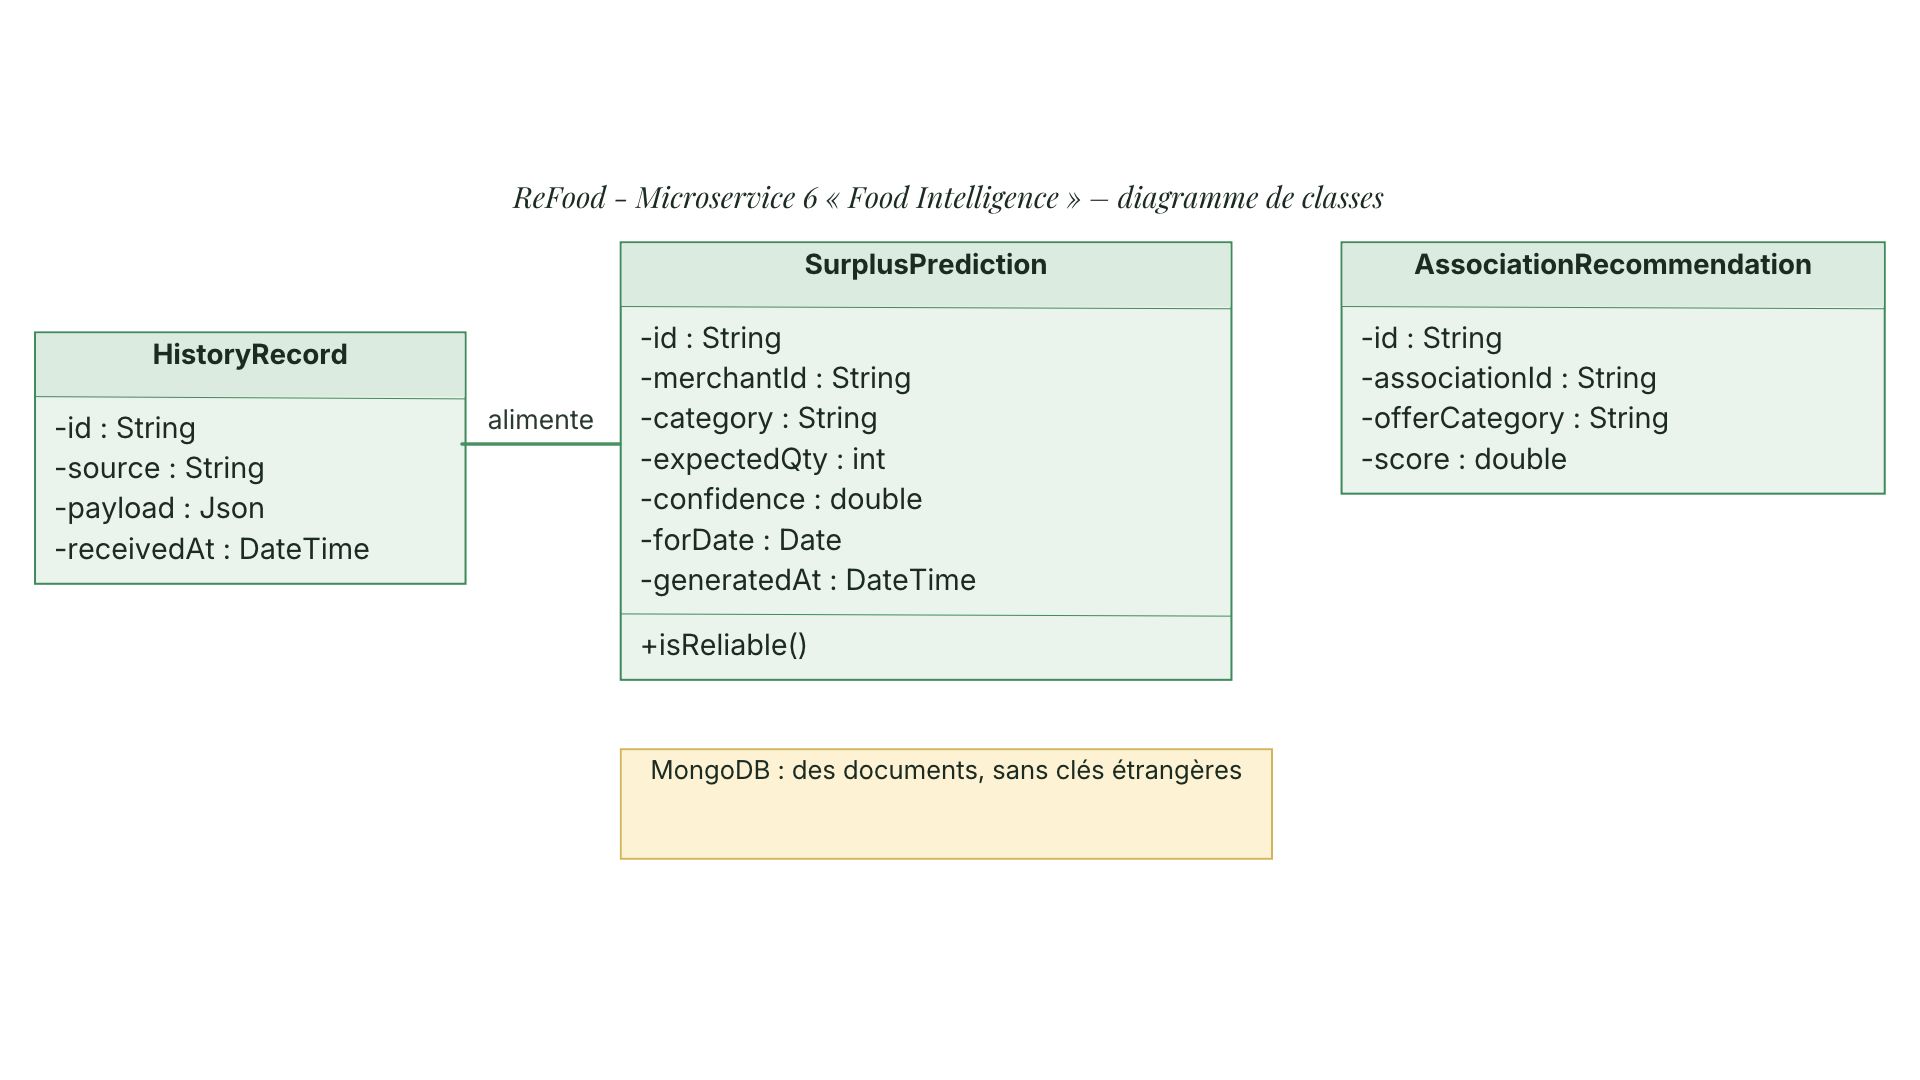 ReFood - Microservice 6 « Food Intelligence » – diagramme de classes
HistoryRecord
-id : String
-source : String
-payload : Json
-receivedAt : DateTime
alimente
SurplusPrediction
-id : String
-merchantId : String
-category : String
-expectedQty : int
-confidence : double
-forDate : Date
-generatedAt : DateTime
+isReliable()
AssociationRecommendation
-id : String
-associationId : String
-offerCategory : String
-score : double
MongoDB : des documents, sans clés étrangères